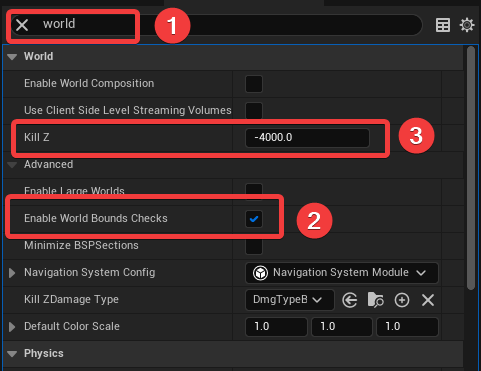 world
1
World
Enable World Composition
Use Client Side Level Streaming Volumes
Kill Z -4000.0
3
Advanced
Enable Large Worlds
Enable World Bounds Checks
2
Minimize BSPSections
Navigation System Config Navigation System Module
Kill ZDamage Type DmgTypeB
Default Color Scale 1.0 1.0 1.0
Physics